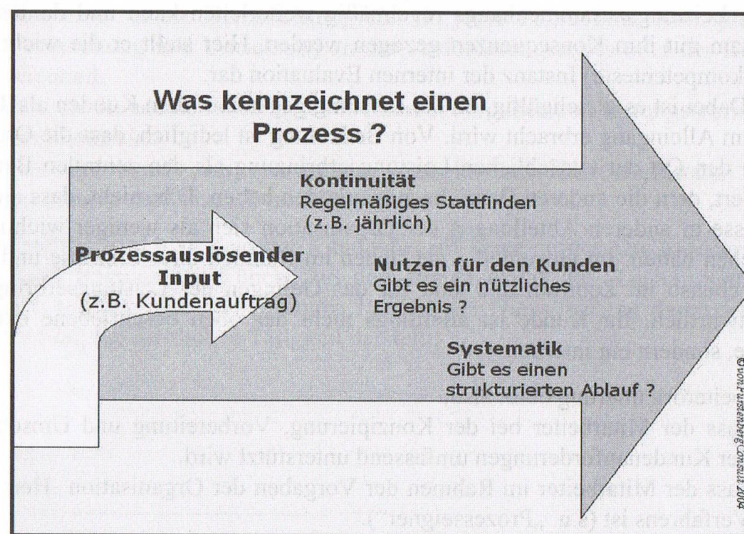 Was kennzeichnet einen
Prozess ?
Kontinuität
Regelmäßiges Stattfinden
(z.B. jährlich)
Prozessauslösender
Input
(z.B. Kundenauftrag)
Nutzen für den Kunden
Gibt es ein nützliches
Ergebnis ?
Systematik
Gibt es einen
strukturierten Ablauf ?